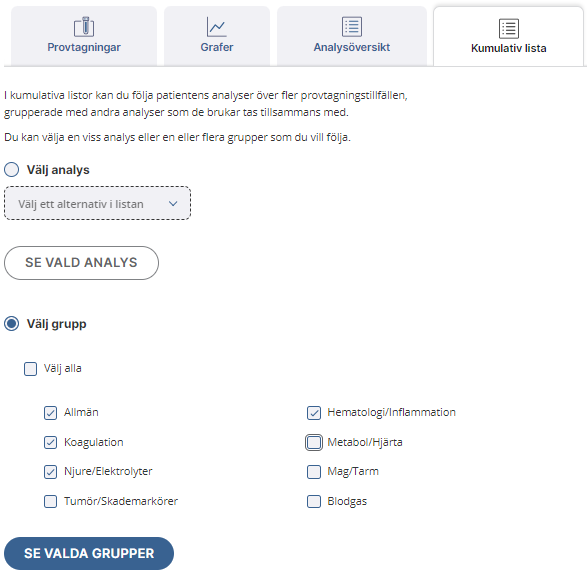 Provtagningar
Grafer
Analysöversikt
Kumulativ lista
I kumulativa listor kan du följa patientens analyser över fler provtagningstillfällen,
grupperade med andra analyser som de brukar tas tillsammans med.
Du kan välja en viss analys eller en eller flera grupper som du vill följa.
Välj analys
Välj ett alternativ i listan
SE VALD ANALYS
Välj grupp
Välj alla
Allmän
Hematologi/Inflammation
Koagulation
Metabol/Hjärta
Njure/Elektrolyter
Mag/Tarm
Tumör/Skademarkörer
Blodgas
SE VALDA GRUPPER